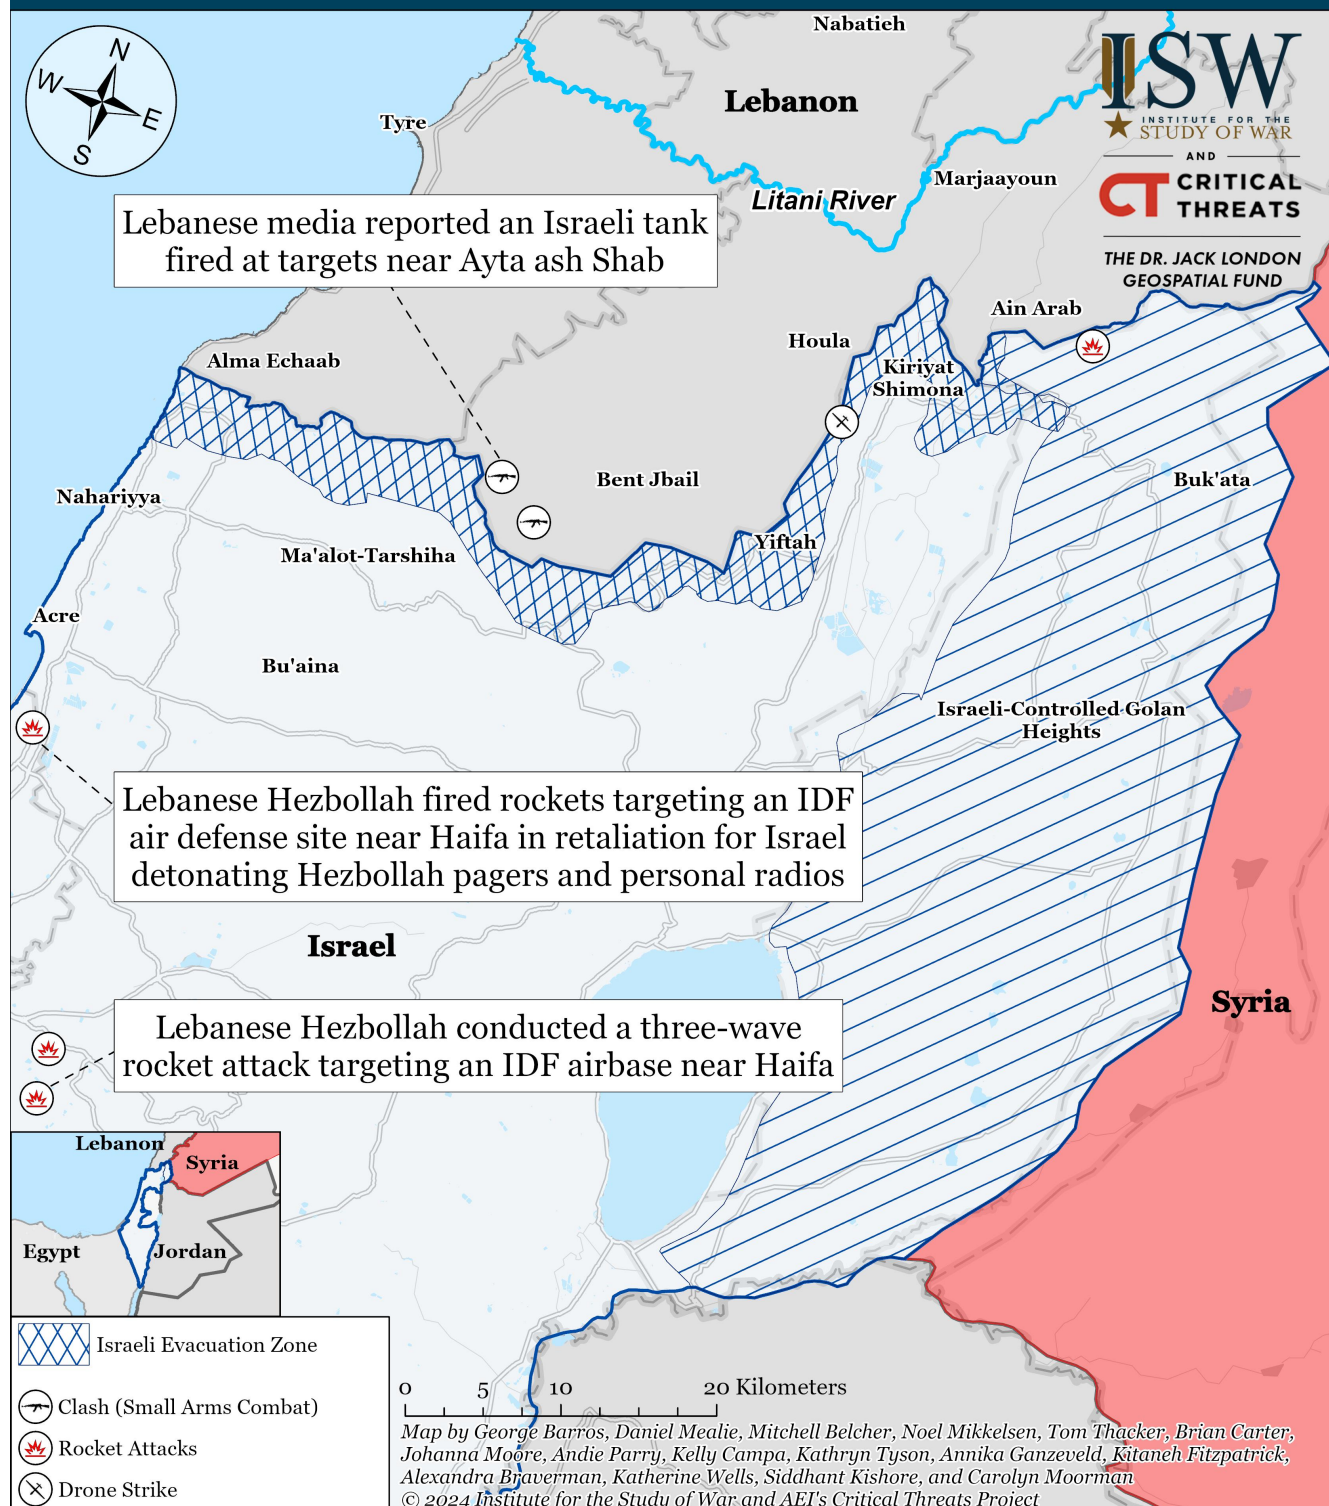 Nabatieh
N
W
E
S
Lebanon
Tyre
ISW
INSTITUTE FOR THE
STUDY OF WAR
AND
CT CRITICAL
THREATS
THE DR. JACK LONDON
GEOSPATIAL FUND
Marjaayoun
Litani River
Lebanese media reported an Israeli tank
fired at targets near Ayta ash Shab
Ain Arab
Houla
Alma Echaab
Kiriyat
Shimona
Bent Jbail
Buk'ata
Nahariyya
Yiftah
Ma'alot-Tarshiha
Acre
Bu'aina
Israeli-Controlled Golan
Heights
Lebanese Hezbollah fired rockets targeting an IDF
air defense site near Haifa in retaliation for Israel
detonating Hezbollah pagers and personal radios
Israel
Syria
Lebanese Hezbollah conducted a three-wave
rocket attack targeting an IDF airbase near Haifa
Lebanon
Syria
Egypt
Jordan
Israeli Evacuation Zone
Clash (Small Arms Combat)
Rocket Attacks
Drone Strike
0 5 10 20 Kilometers
Map by George Barros, Daniel Mealie, Mitchell Belcher, Noel Mikkelsen, Tom Thacker, Brian Carter,
Johanna Moore, Andie Parry, Kelly Campa, Kathryn Tyson, Annika Ganzeveld, Kitaneh Fitzpatrick,
Alexandra Braverman, Katherine Wells, Siddhant Kishore, and Carolyn Moorman
© 2024 Institute for the Study of War and AEI's Critical Threats Project